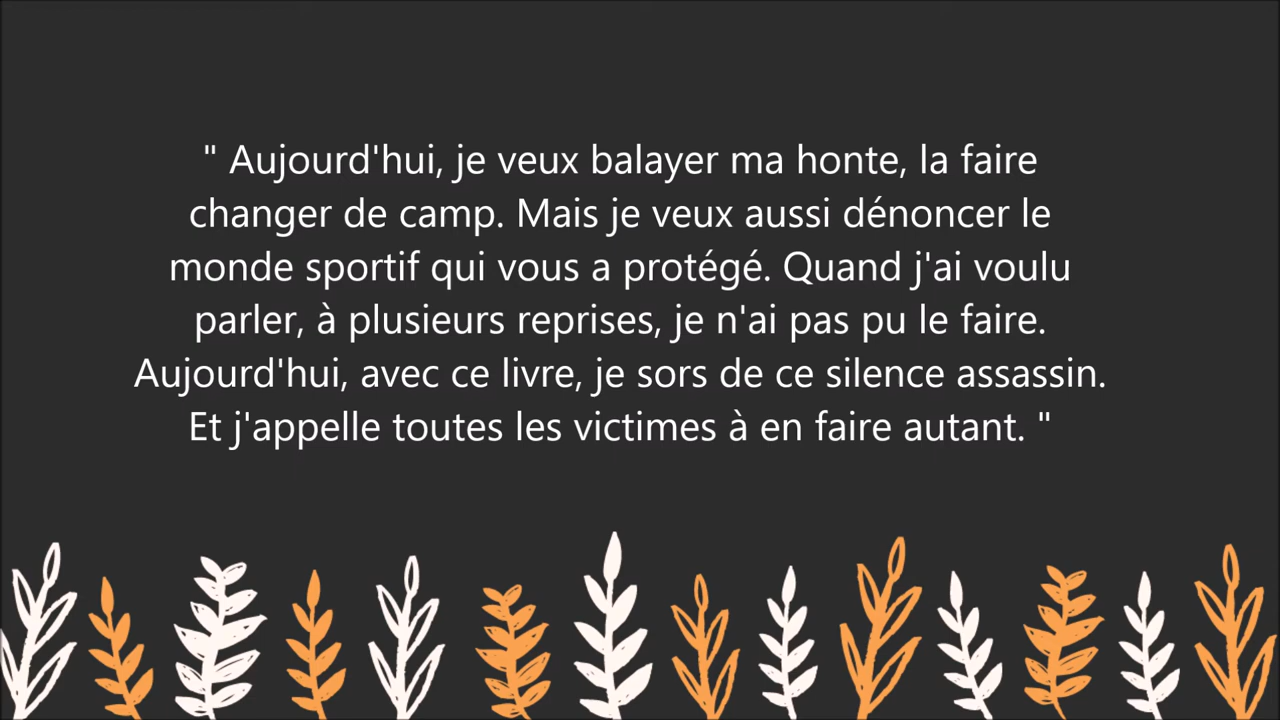 " Aujourd'hui, je veux balayer ma honte, la faire
changer de camp. Mais je veux aussi dénoncer le
monde sportif qui vous a protégé. Quand j'ai voulu
parler, à plusieurs reprises, je n'ai pas pu le faire.
Aujourd'hui, avec ce livre, je sors de ce silence assassin.
Et j'appelle toutes les victimes à en faire autant. "